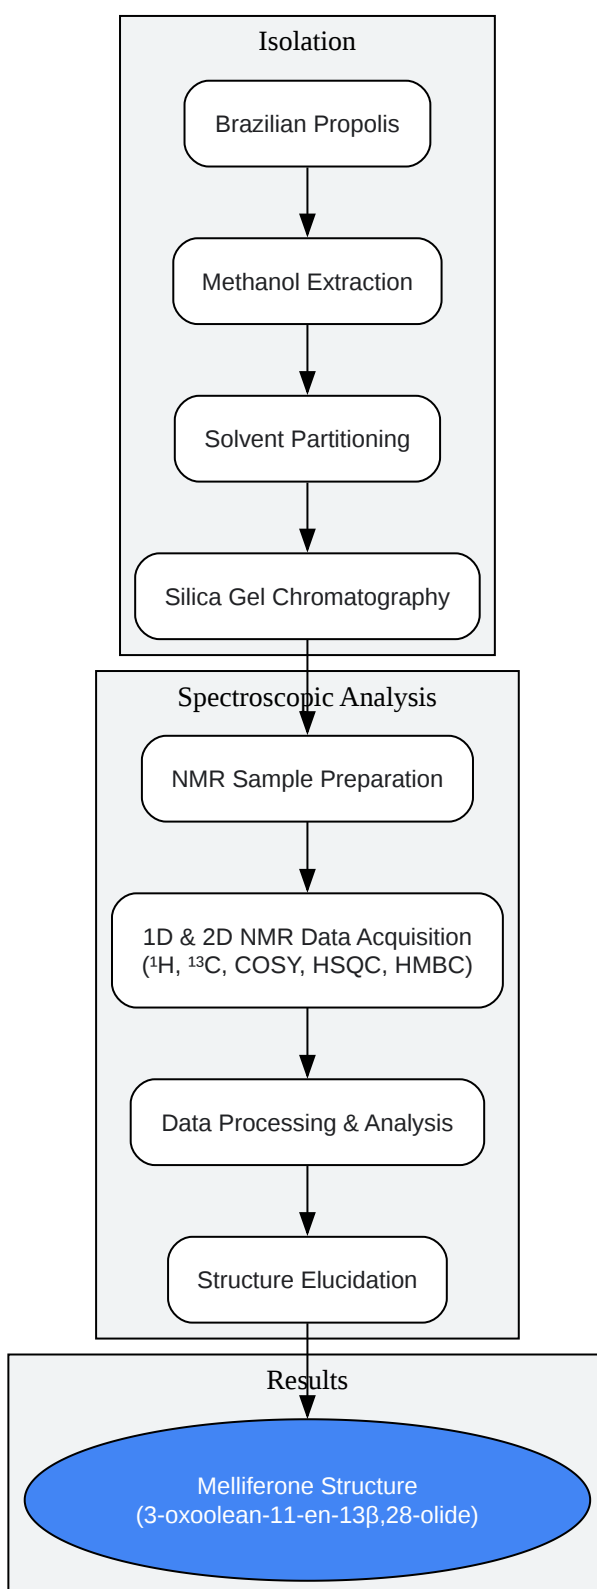 Isolation
Brazilian Propolis
Methanol Extraction
Solvent Partitioning
Silica Gel Chromatography
Spectroscopic Analysis
NMR Sample Preparation
1D & 2D NMR Data Acquisition
(¹H, ¹³C, COSY, HSQC, HMBC)
Data Processing & Analysis
Structure Elucidation
Results
Melliferone Structure
(3-oxoolean-11-en-13β,28-olide)